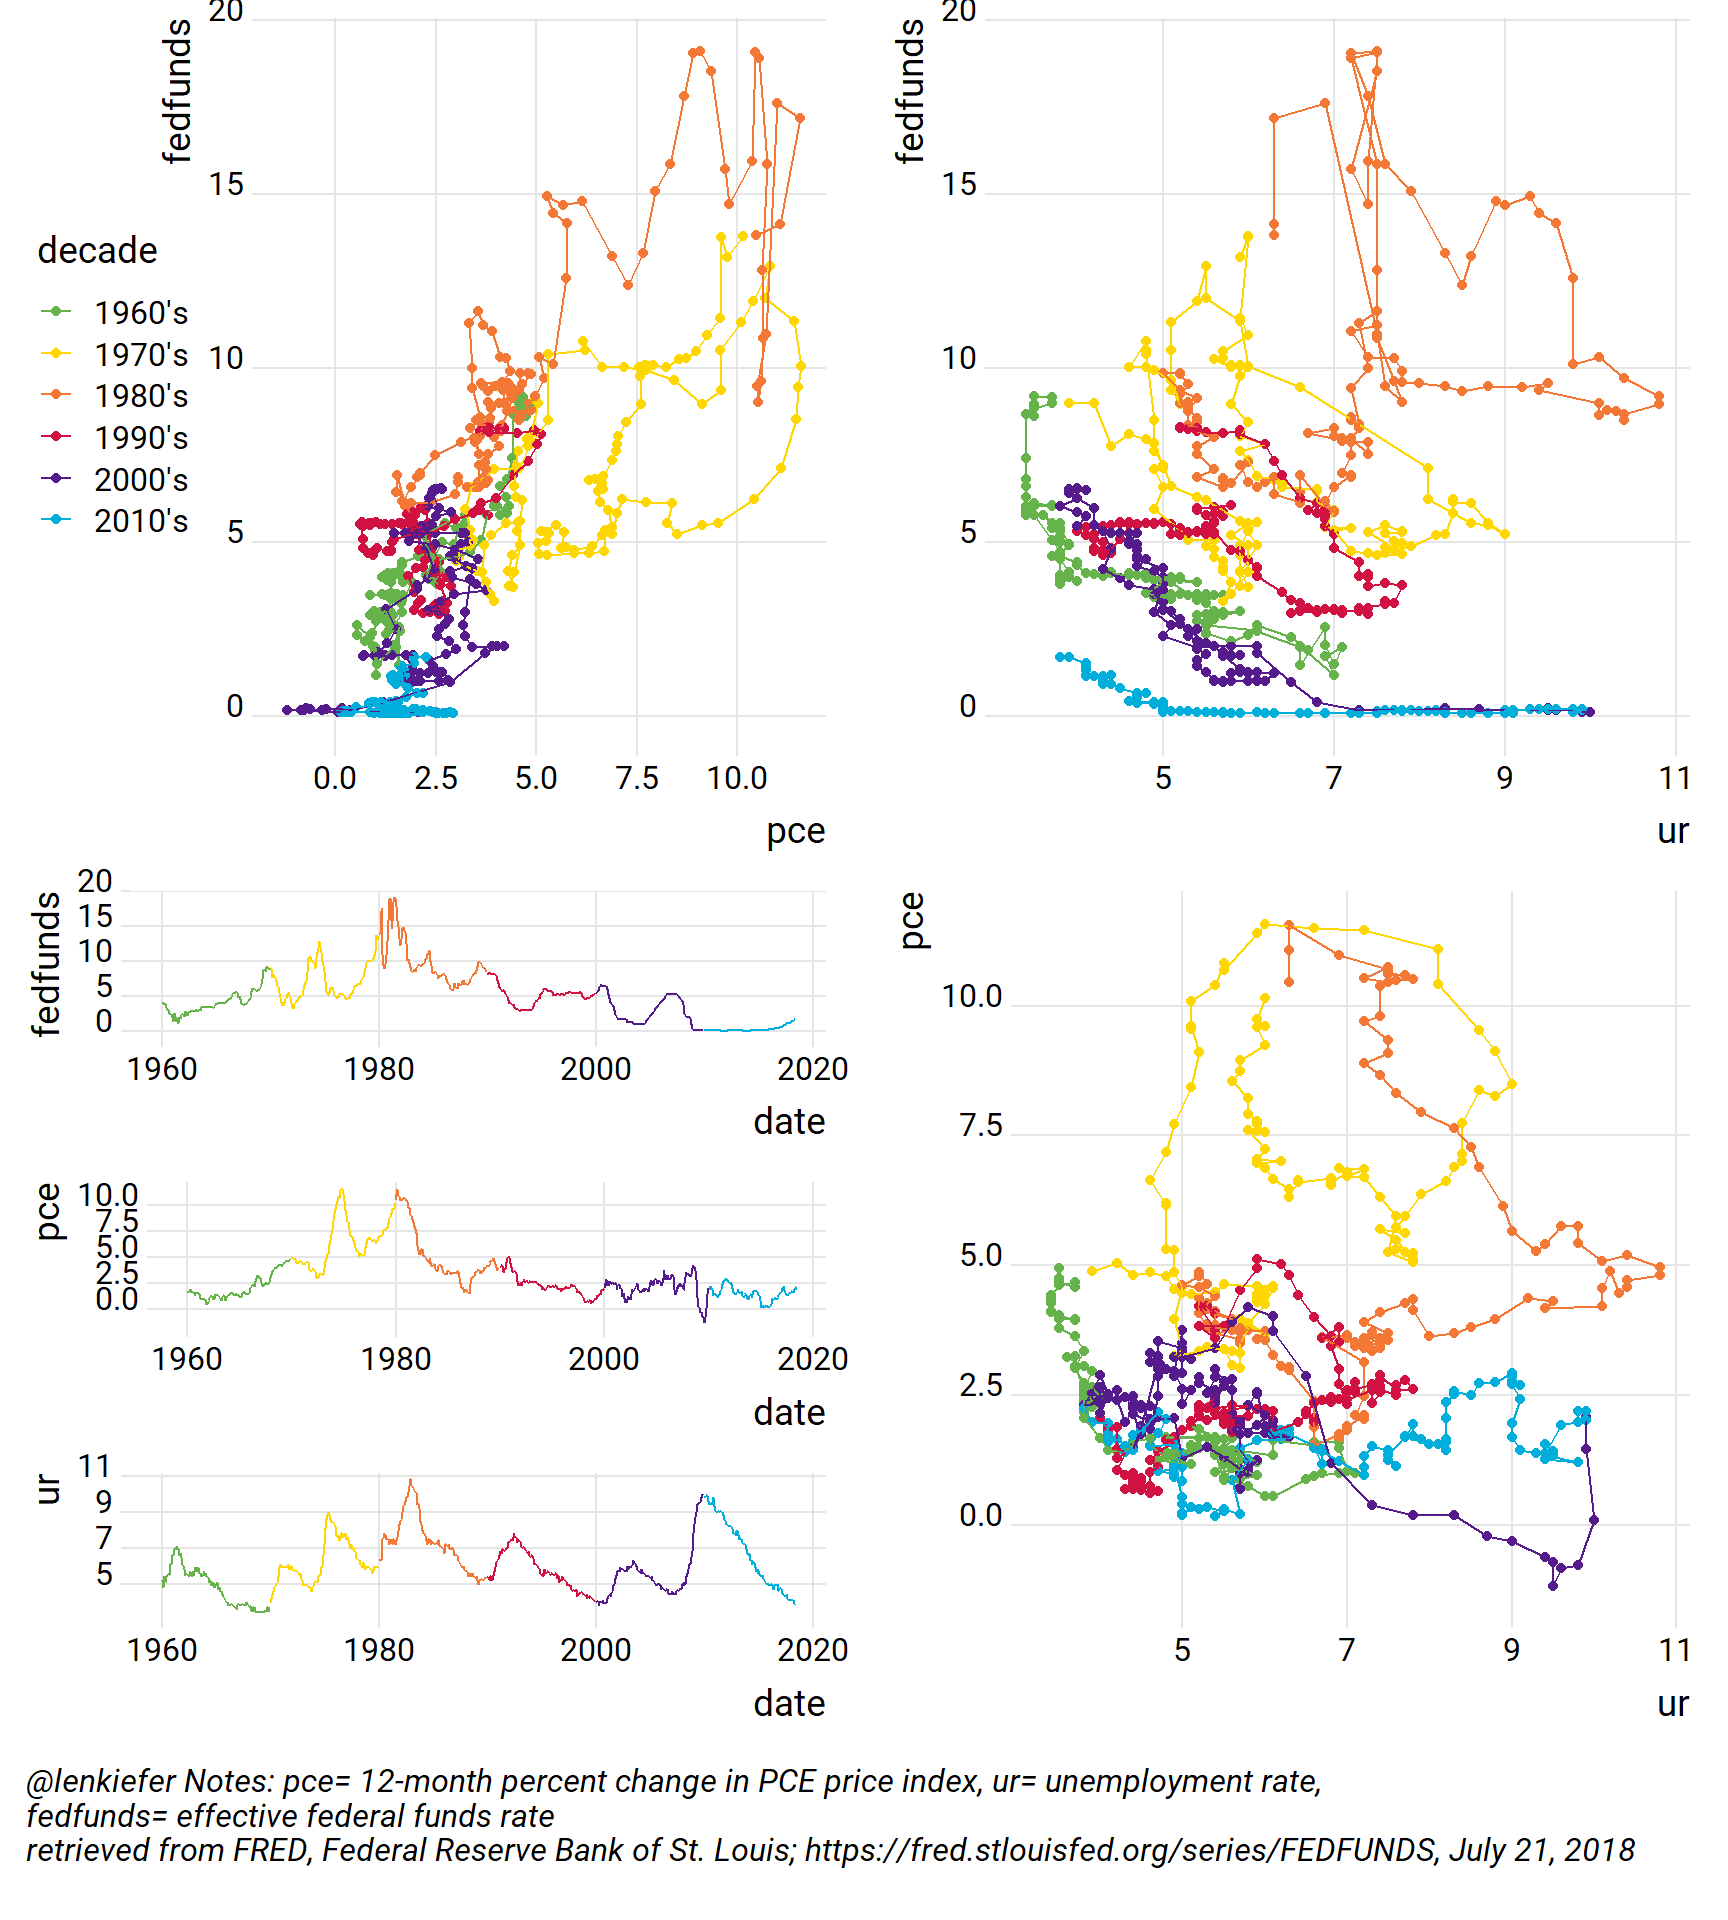 fedfunds
20
15
10
5
0
0.0 2.5 5.0 7.5 10.0
pce
decade
1960's
1970's
1980's
1990's
2000's
2010's
fedfunds
20
15
10
5
0
5 7 9 11
ur
fedfunds
20
15
10
5
0
1960 1980 2000 2020
date
pce
10.0
7.5
5.0
2.5
0.0
1960 1980 2000 2020
date
ur
11
9
7
5
1960 1980 2000 2020
date
pce
10.0
7.5
5.0
2.5
0.0
5 7 9 11
ur
@lenkiefer Notes: pce= 12-month percent change in PCE price index, ur= unemployment rate,
fedfunds= effective federal funds rate
retrieved from FRED, Federal Reserve Bank of St. Louis; https://fred.stlouisfed.org/series/FEDFUNDS, July 21, 2018